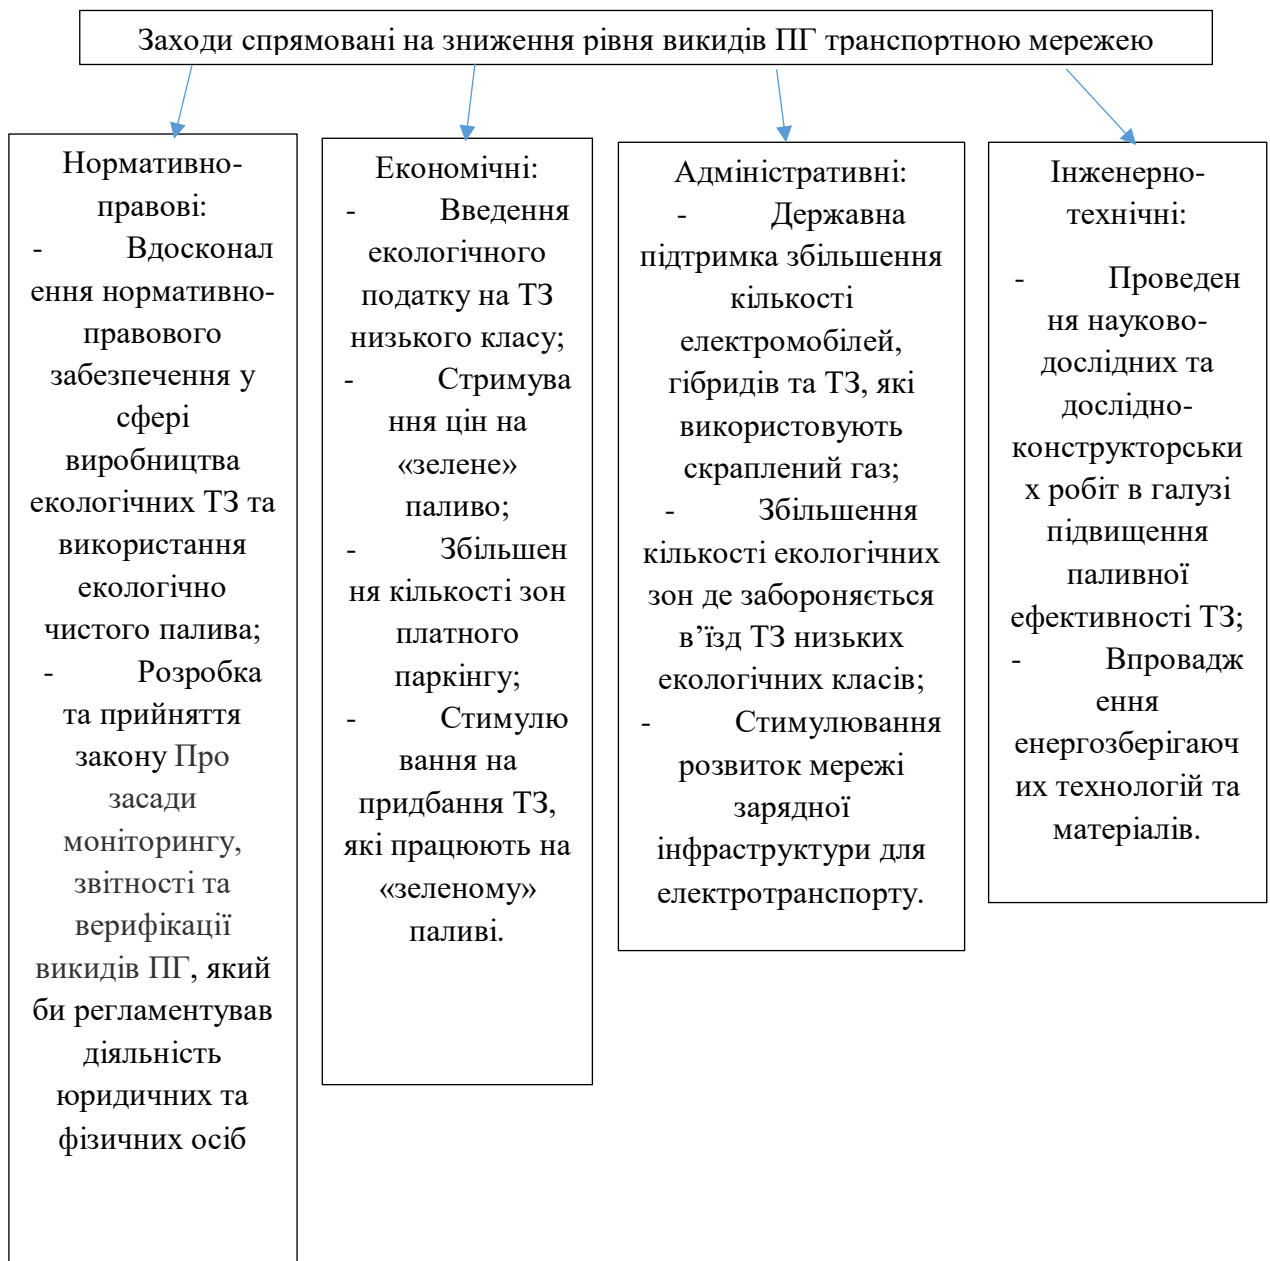 Заходи спрямовані на зниження рівня викидів ПГ транспортною мережею
Нормативно-
правові:
- Вдосконал
ення нормативно-
правового
забезпечення у
сфері
виробництва
екологічних ТЗ та
використання
екологічно
чистого палива;
- Розробка
та прийняття
закону Про
засади
моніторингу,
звітності та
верифікації
викидів ПГ, який
би регламентував
діяльність
юридичних та
фізичних осіб
Економічні:
- Введення
екологічного
податку на ТЗ
низького класу;
- Стримува
ння цін на
«зелене»
паливо;
- Збільшен
ня кількості зон
платного
паркінгу;
- Стимулю
вання на
придбання ТЗ,
які працюють на
«зеленому»
паливі.
Адміністративні:
- Державна
підтримка збільшення
кількості
електромобілей,
гібридів та ТЗ, які
використовують
скраплений газ;
- Збільшення
кількості екологічних
зон де забороняється
в’їзд ТЗ низьких
екологічних класів;
- Стимулювання
розвиток мережі
зарядної
інфраструктури для
електротранспорту.
Інженерно-
технічні:
- Проведен
ня науково-
дослідних та
дослідно-
конструкторськи
х робіт в галузі
підвищення
паливної
ефективності ТЗ;
- Впровадж
ення
енергозберігаюч
их технологій та
матеріалів.